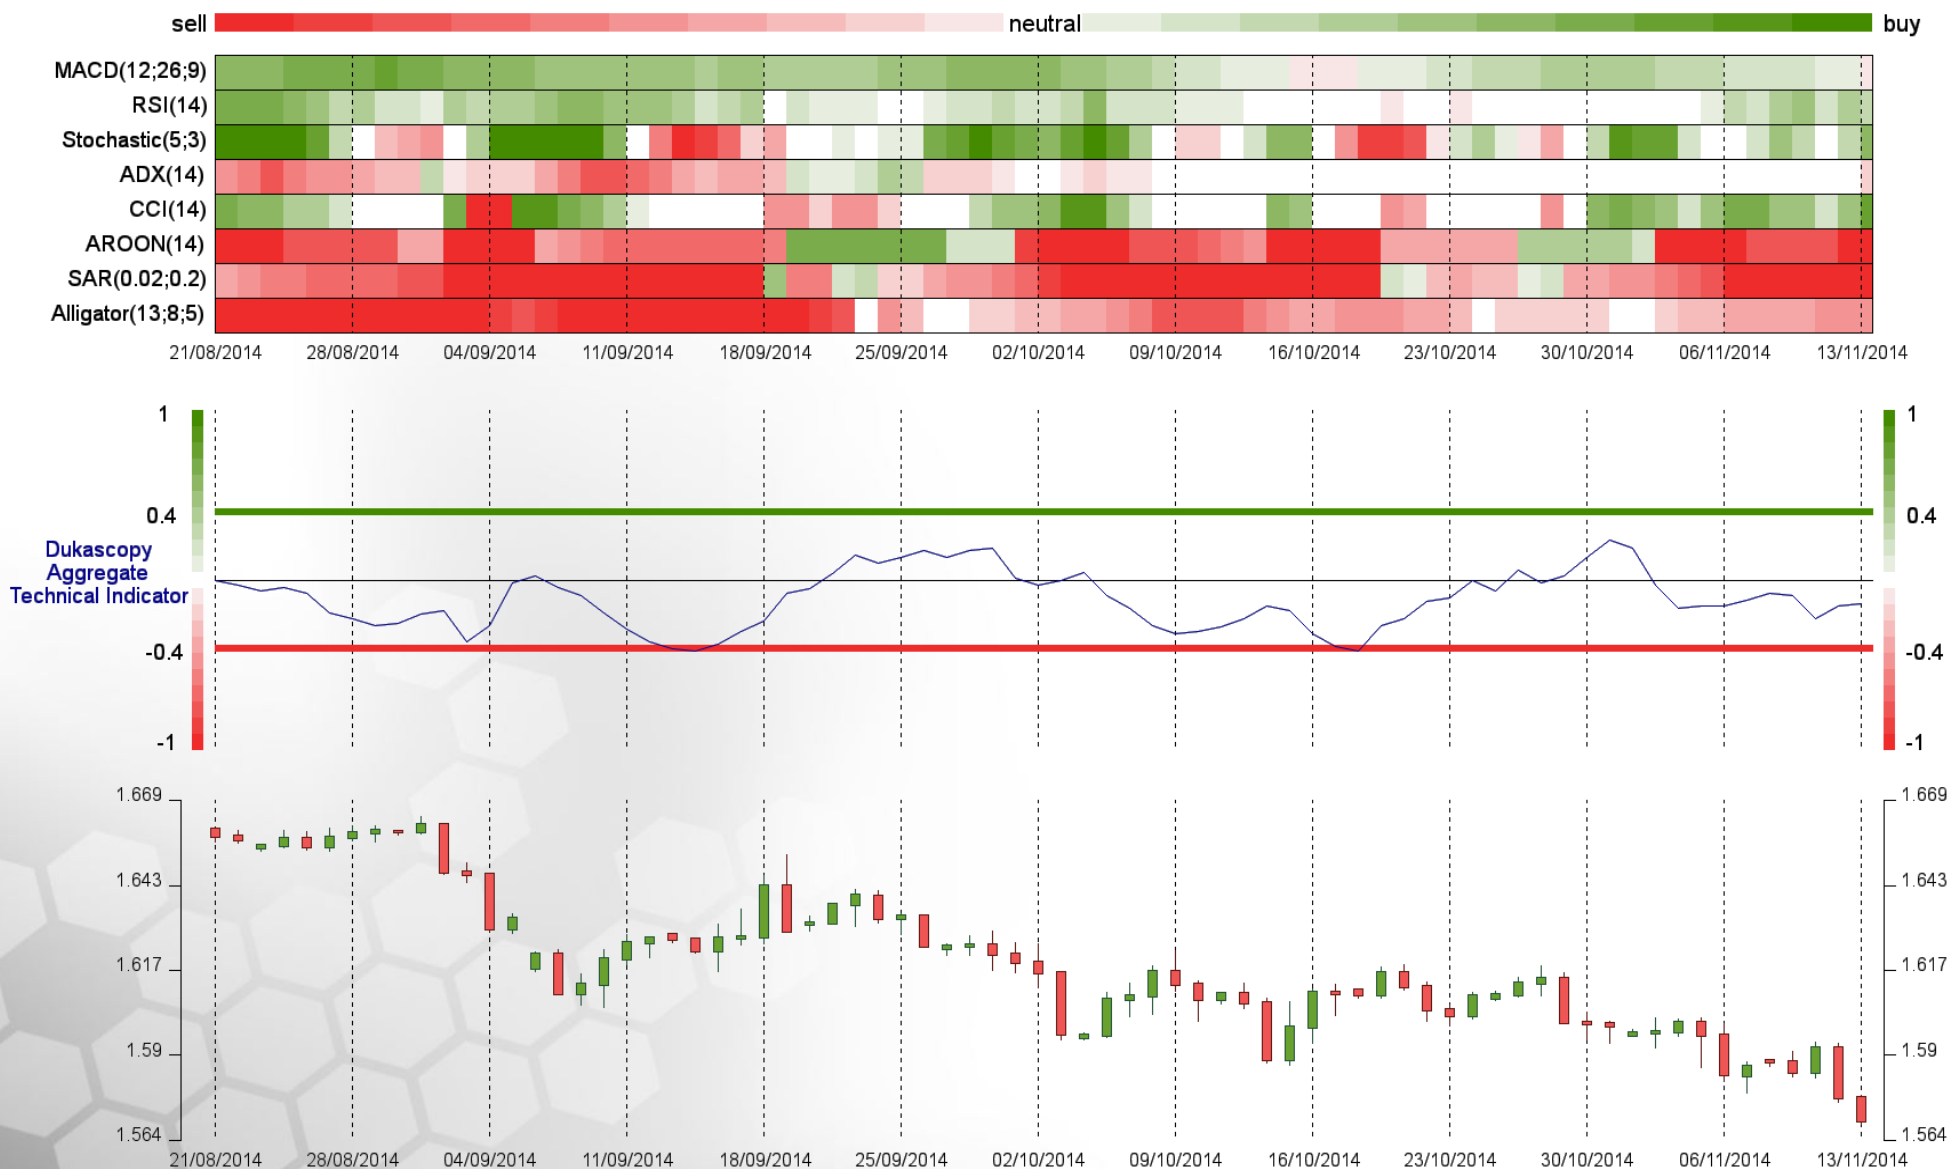 sell neutral buy
MACD(12;26;9)
RSI(14)
Stochastic(5;3)
ADX(14)
CCI(14)
AROON(14)
SAR(0.02;0.2)
Alligator(13;8;5)
21/08/2014 28/08/2014 04/09/2014 11/09/2014 18/09/2014 25/09/2014 02/10/2014 09/10/2014 16/10/2014 23/10/2014 30/10/2014 06/11/2014 13/11/2014
1 1
0.4 0.4
Dukascopy
Aggregate
Technical Indicator
-0.4 -0.4
-1 -1
1.669 1.669
1.643 1.643
1.617 1.617
1.59 1.59
1.564 1.564
21/08/2014 28/08/2014 04/09/2014 11/09/2014 18/09/2014 25/09/2014 02/10/2014 09/10/2014 16/10/2014 23/10/2014 30/10/2014 06/11/2014 13/11/2014